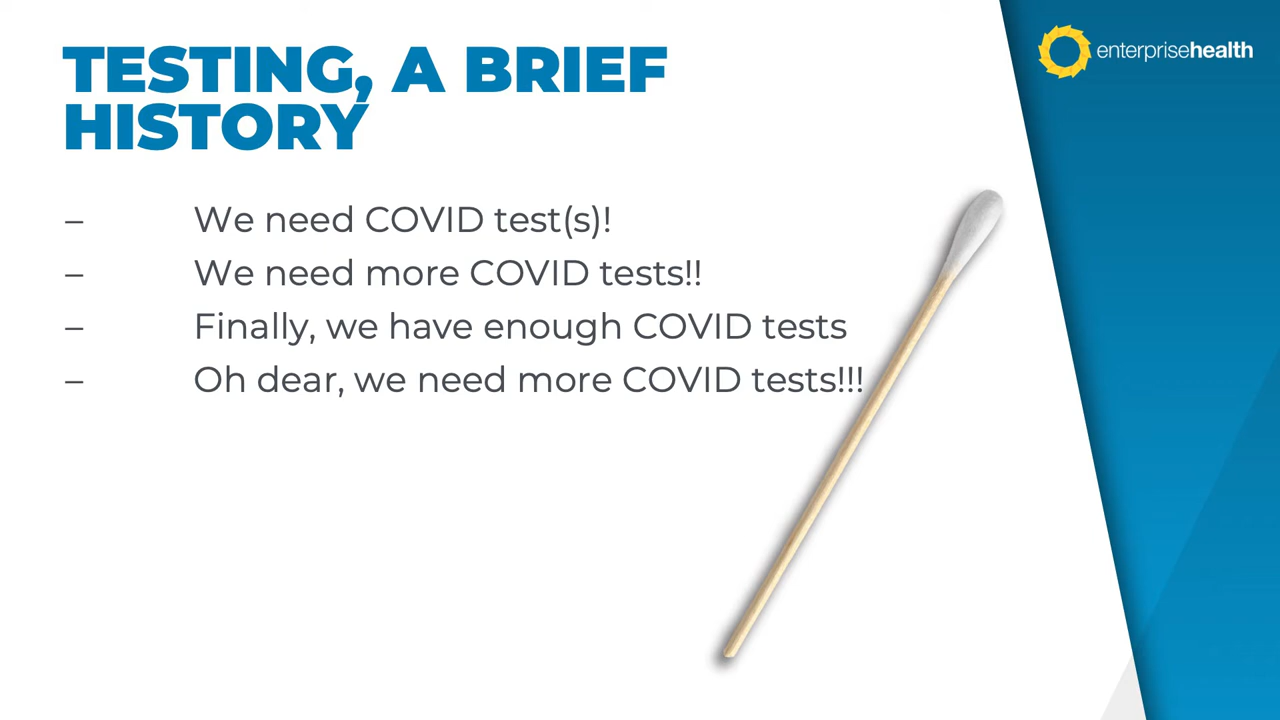 TESTING, A BRIEF
HISTORY
enterprisehealth
– We need COVID test(s)!
– We need more COVID tests!!
– Finally, we have enough COVID tests
– Oh dear, we need more COVID tests!!!